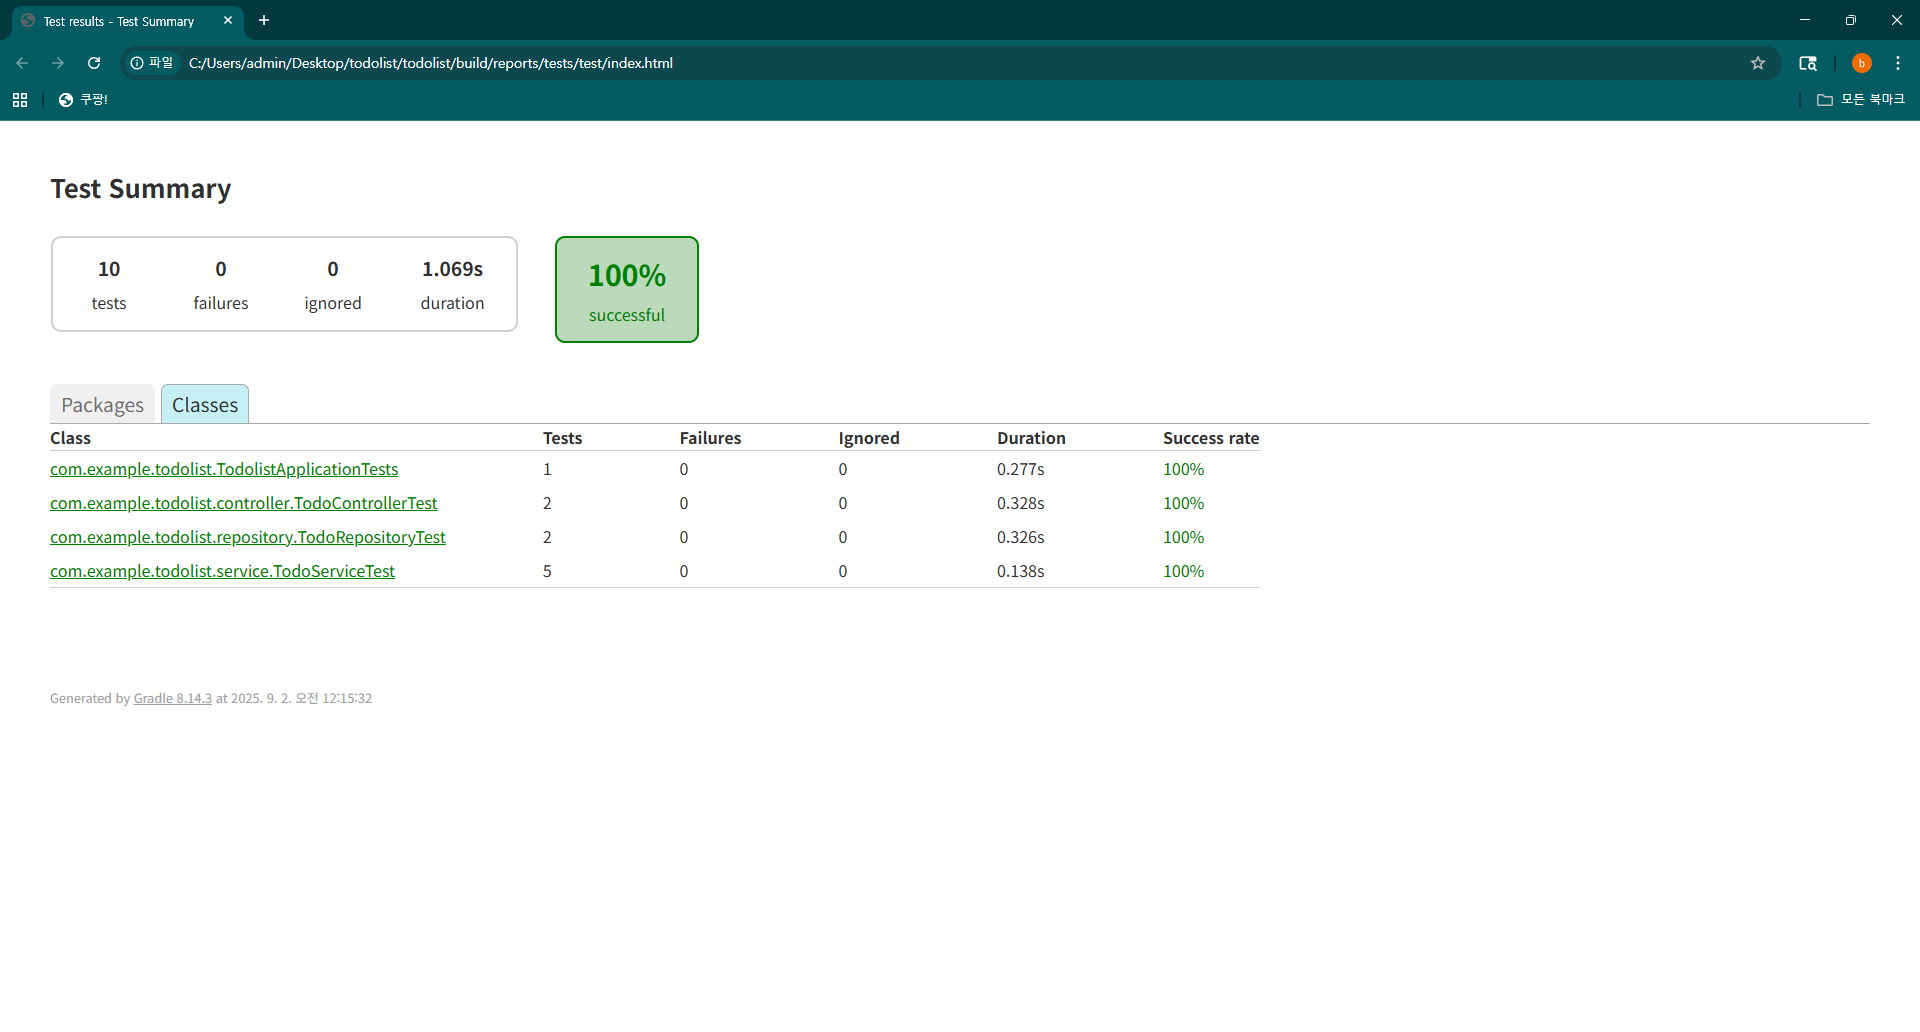 Test results - Test Summary
파일 C:/Users/admin/Desktop/todolist/todolist/build/reports/tests/test/index.html
b
쿠팡!
모든 북마크
Test Summary
10 0 0 1.069s
tests failures ignored duration
100%
successful
Packages Classes
Class Tests Failures Ignored Duration Success rate
com.example.todolist.TodolistApplicationTests 1 0 0 0.277s 100%
com.example.todolist.controller.TodoControllerTest 2 0 0 0.328s 100%
com.example.todolist.repository.TodoRepositoryTest 2 0 0 0.326s 100%
com.example.todolist.service.TodoServiceTest 5 0 0 0.138s 100%
Generated by Gradle 8.14.3 at 2025. 9. 2. 오전 12:15:32